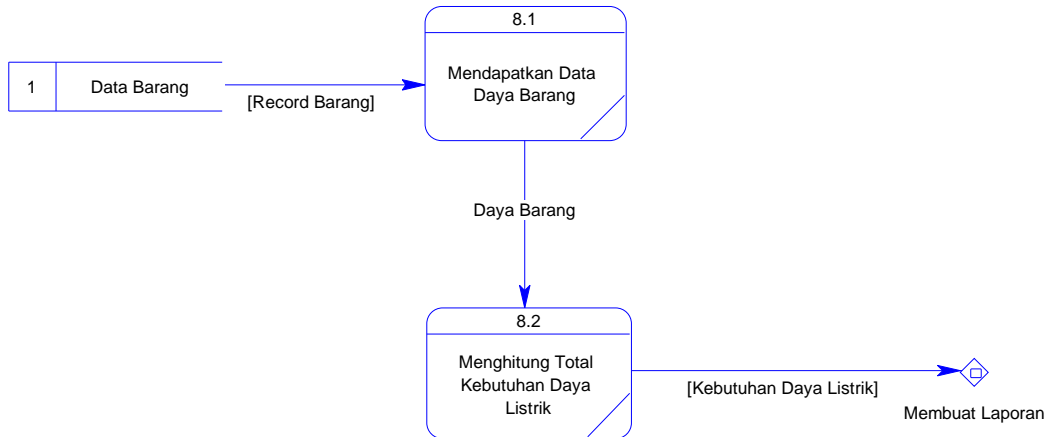 8.1
Mendapatkan Data
Daya Barang
1
Data Barang
[Record Barang]
Daya Barang
8.2
Menghitung Total
Kebutuhan Daya
Listrik
[Kebutuhan Daya Listrik]
Membuat Laporan